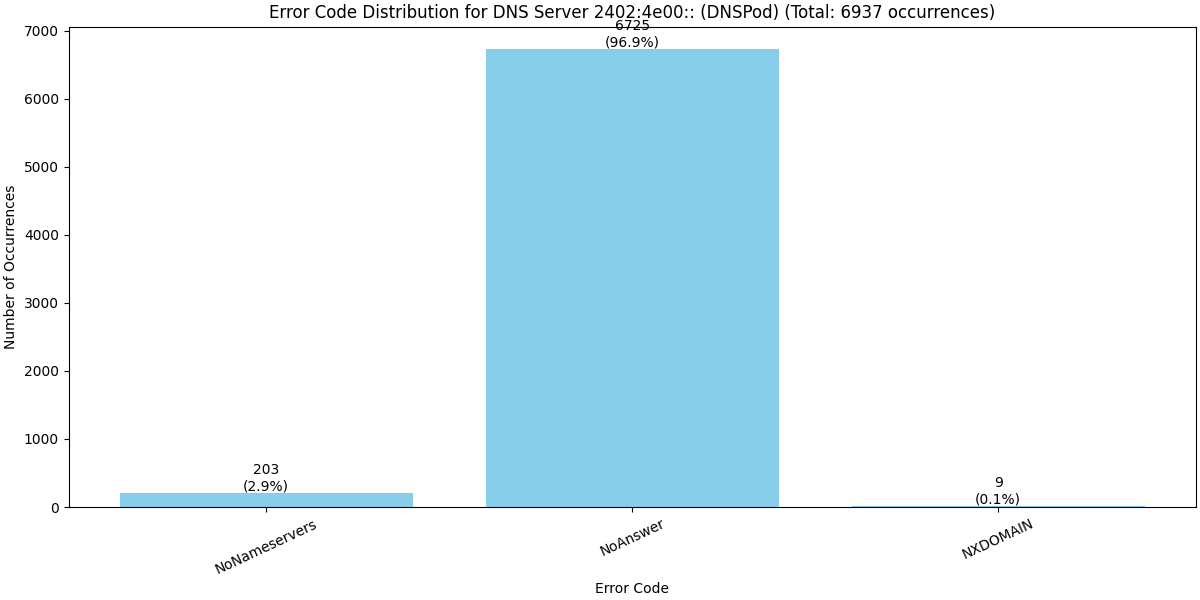 Error Code Distribution for DNS Server 2402:4e00:: (DNSPod) (Total: 6937 occurrences)
7000
6000
5000
4000
3000
2000
1000
0
Number of Occurrences
203
(2.9%)
6725
(96.9%)
9
(0.1%)
NoNameservers
NoAnswer
NXDOMAIN
Error Code